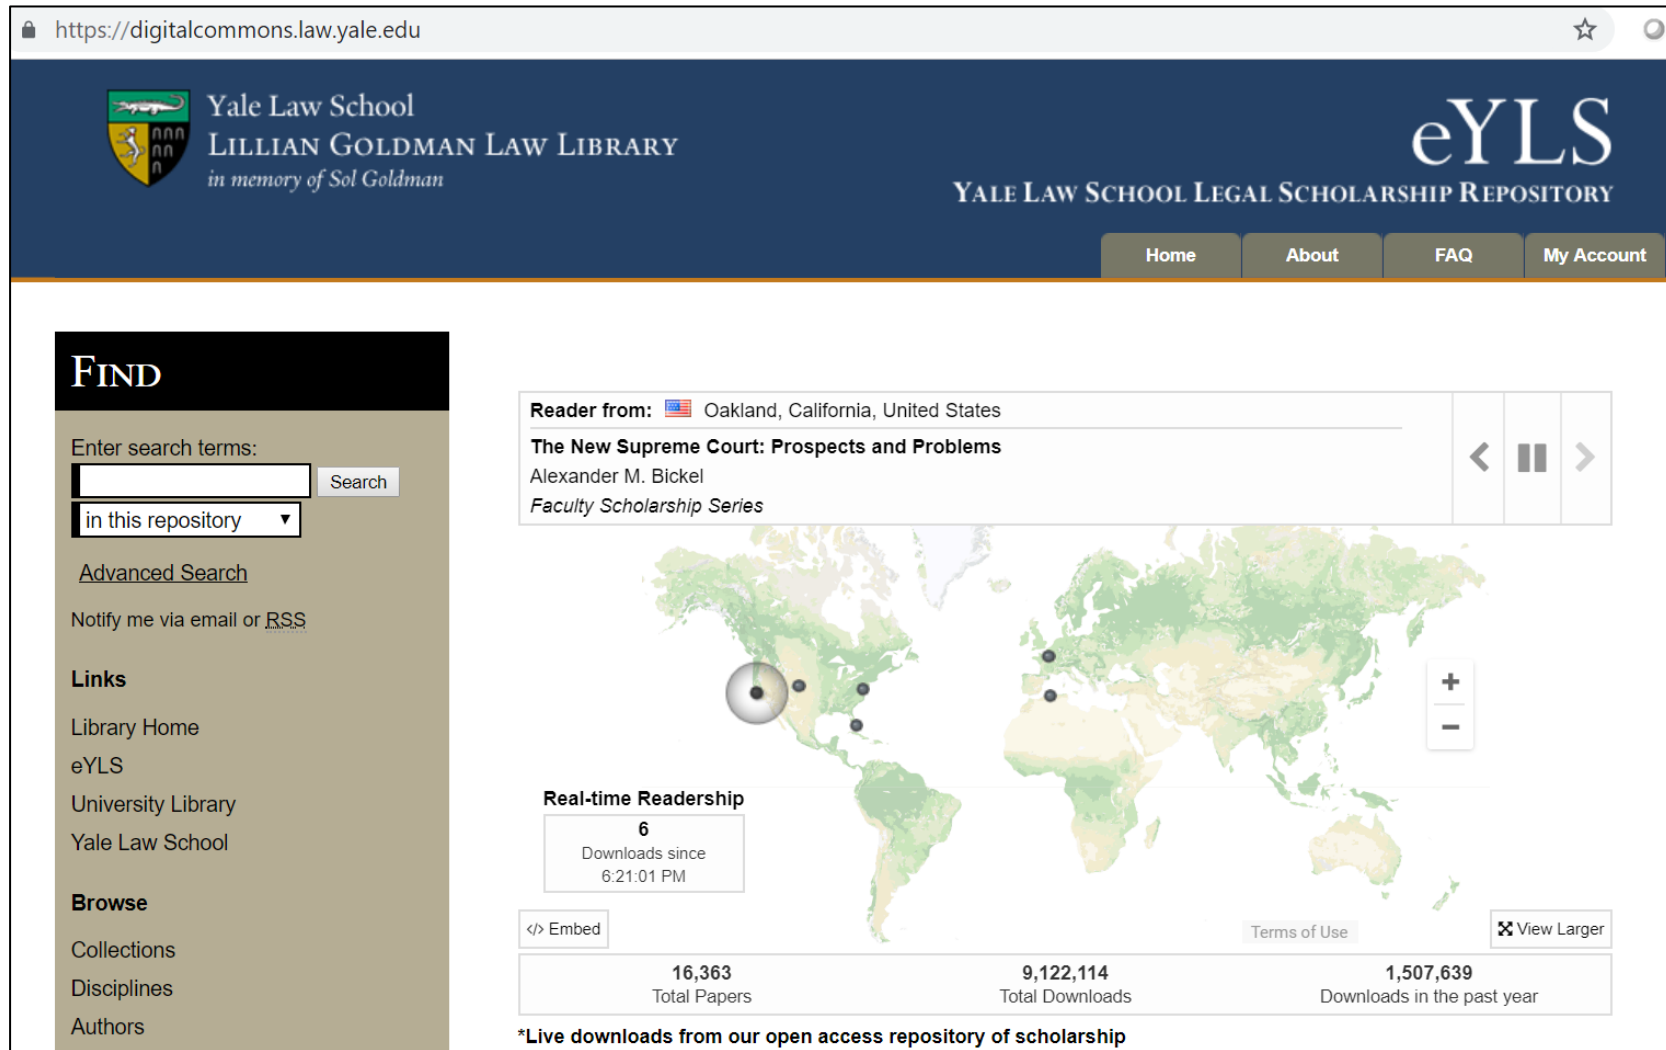 https://digitalcommons.law.yale.edu
Yale Law School
LILLIAN GOLDMAN LAW LIBRARY
in memory of Sol Goldman
eYLS
YALE LAW SCHOOL LEGAL SCHOLARSHIP REPOSITORY
Home About FAQ My Account
FIND
Enter search terms:
Search
in this repository
Advanced Search
Notify me via email or RSS
Links
Library Home
eYLS
University Library
Yale Law School
Browse
Collections
Disciplines
Authors
Reader from: Oakland, California, United States
The New Supreme Court: Prospects and Problems
Alexander M. Bickel
Faculty Scholarship Series
Real-time Readership
6
Downloads since
6:21:01 PM
</> Embed
Terms of Use
View Larger
16,363 9,122,114 1,507,639
Total Papers Total Downloads Downloads in the past year
*Live downloads from our open access repository of scholarship